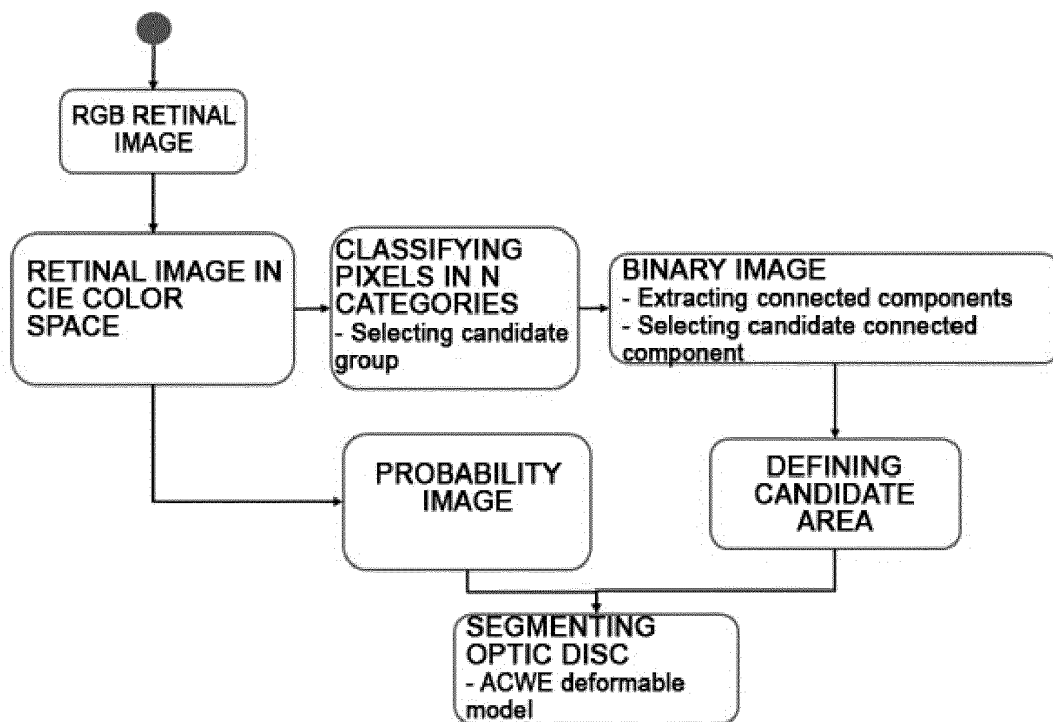 RGB RETINAL
IMAGE
RETINAL IMAGE IN
CIE COLOR
SPACE
CLASSIFYING
PIXELS IN N
CATEGORIES
- Selecting candidate
group
BINARY IMAGE
- Extracting connected components
- Selecting candidate connected
component
PROBABILITY
IMAGE
DEFINING
CANDIDATE
AREA
SEGMENTING
OPTIC DISC
- ACWE deformable
model